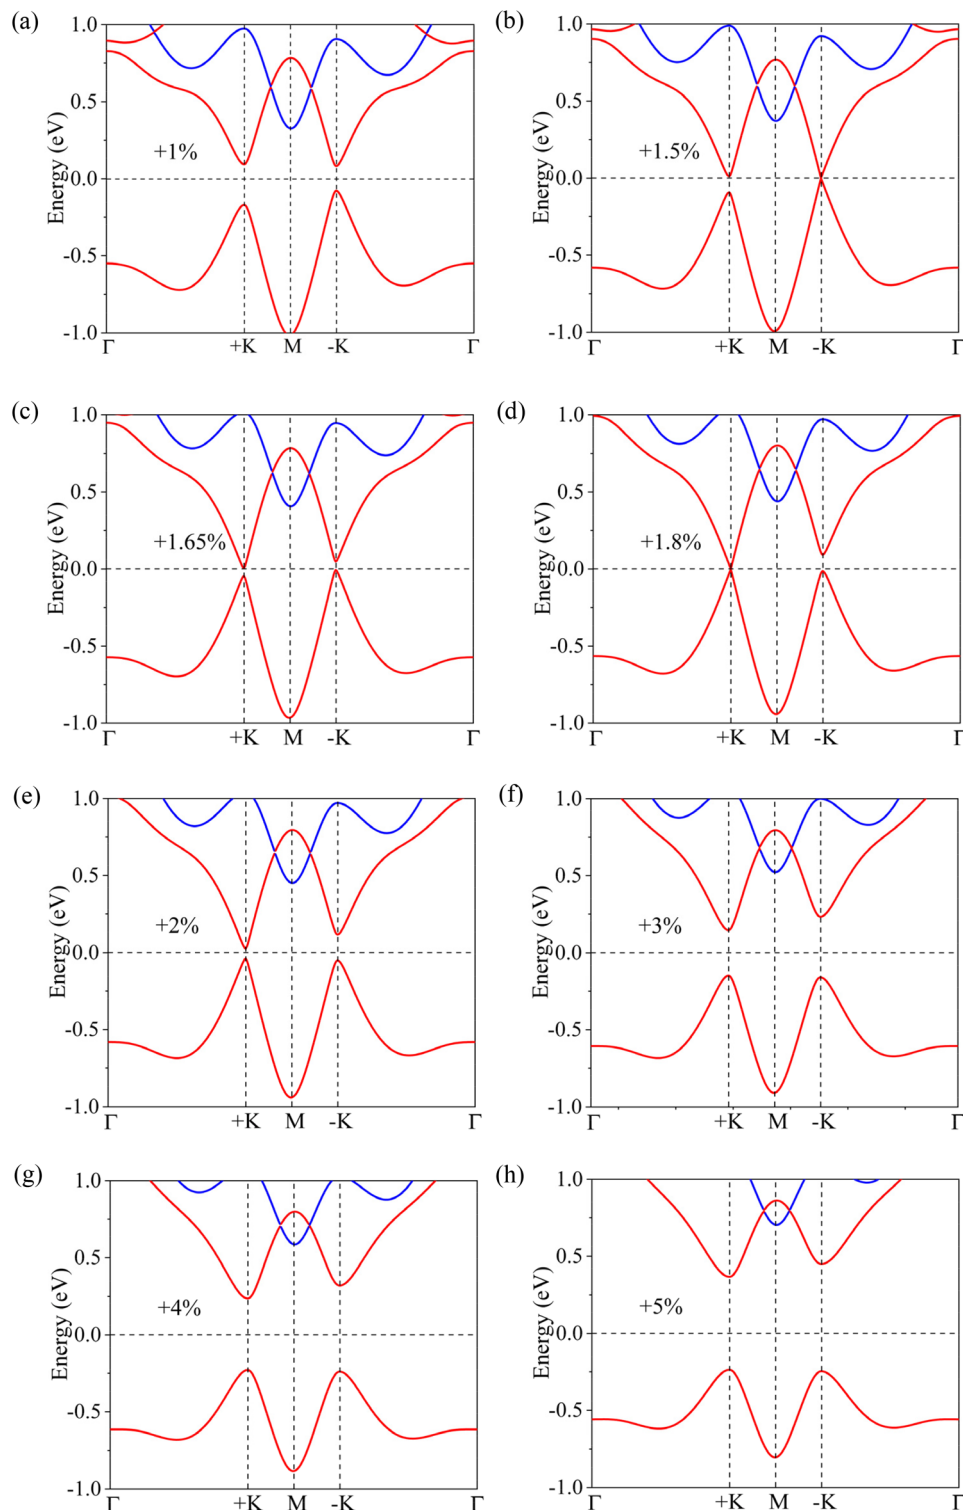 (a)
1.0
0.5
0.0
-0.5
-1.0
Energy (eV)
+1%
Γ +K M -K Γ
(b)
1.0
0.5
0.0
-0.5
-1.0
Energy (eV)
+1.5%
Γ +K M -K Γ
(c)
1.0
0.5
0.0
-0.5
-1.0
Energy (eV)
+1.65%
Γ +K M -K Γ
(d)
1.0
0.5
0.0
-0.5
-1.0
Energy (eV)
+1.8%
Γ +K M -K Γ
(e)
1.0
0.5
0.0
-0.5
-1.0
Energy (eV)
+2%
Γ +K M -K Γ
(f)
1.0
0.5
0.0
-0.5
-1.0
Energy (eV)
+3%
Γ +K M -K Γ
(g)
1.0
0.5
0.0
-0.5
-1.0
Energy (eV)
+4%
Γ +K M -K Γ
(h)
1.0
0.5
0.0
-0.5
-1.0
Energy (eV)
+5%
Γ +K M -K Γ